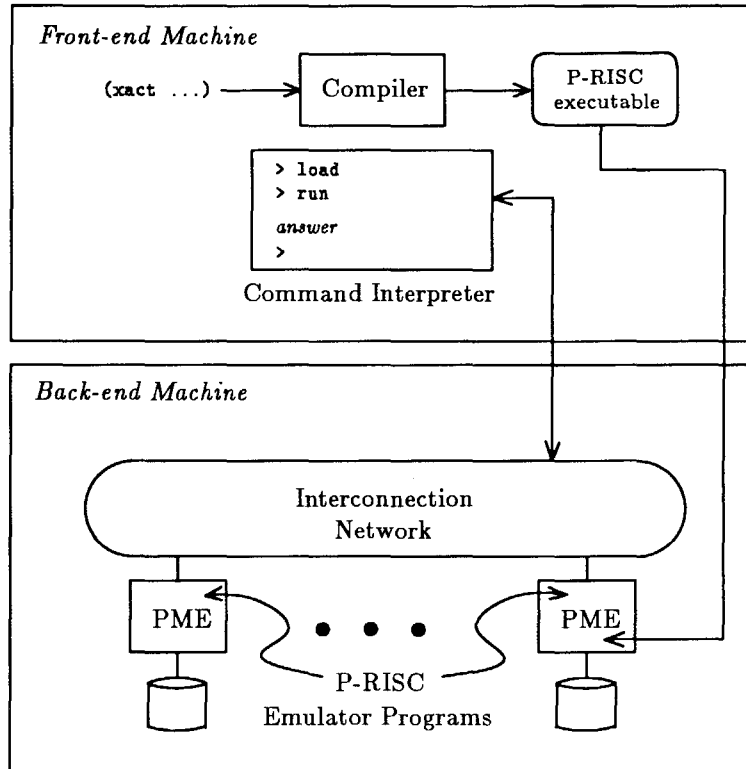 Front-end Machine
(xact ...)
Compiler
P-RISC
executable
> load
> run
answer
>
Command Interpreter
Back-end Machine
Interconnection
Network
PME
PME
P-RISC
Emulator Programs